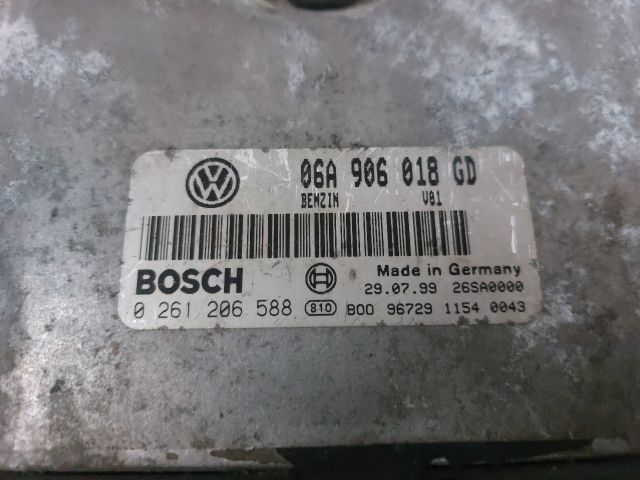 06A 906 018 GD
BENZIN V01
BOSCH Made in Germany
29.07.99 26SA0000
0 261 206 588 810 B00 96729 1154 0043